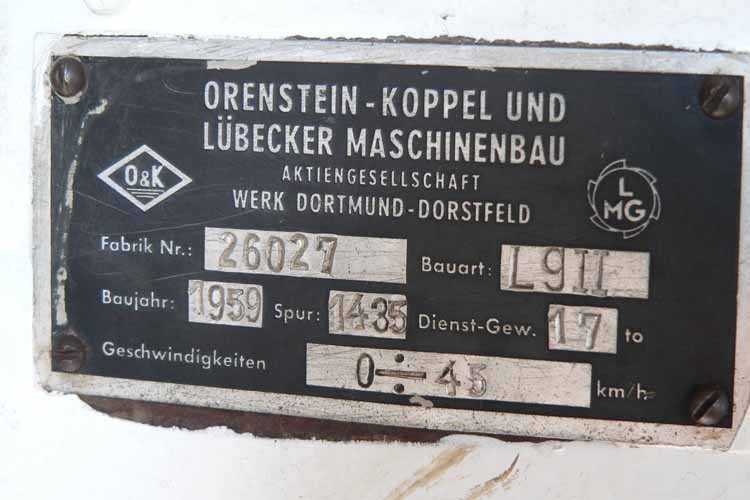 ORENSTEIN-KOPPEL UND
LÜBECKER MASCHINENBAU
AKTIENGESELLSCHAFT
WERK DORTMUND-DORSTFELD
O&K
L
MG
Fabrik Nr.: 26027 Bauart: L9II
Baujahr: 1959 Spur: 1435 Dienst-Gew. 17 to
Geschwindigkeiten 0÷45 km/h.